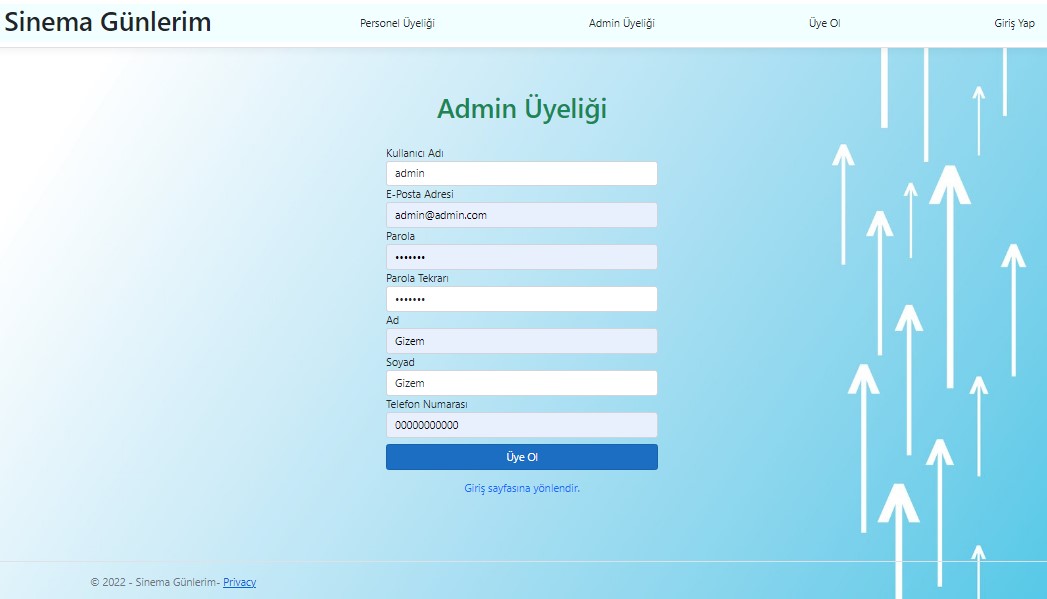 Sinema Günlerim
Personel Üyeliği
Admin Üyeliği
Üye Ol
Giriş Yap
Admin Üyeliği
Kullanıcı Adı
admin
E-Posta Adresi
admin@admin.com
Parola
•••••••
Parola Tekrarı
•••••••
Ad
Gizem
Soyad
Gizem
Telefon Numarası
00000000000
Üye Ol
Giriş sayfasına yönlendir.
© 2022 - Sinema Günlerim- Privacy